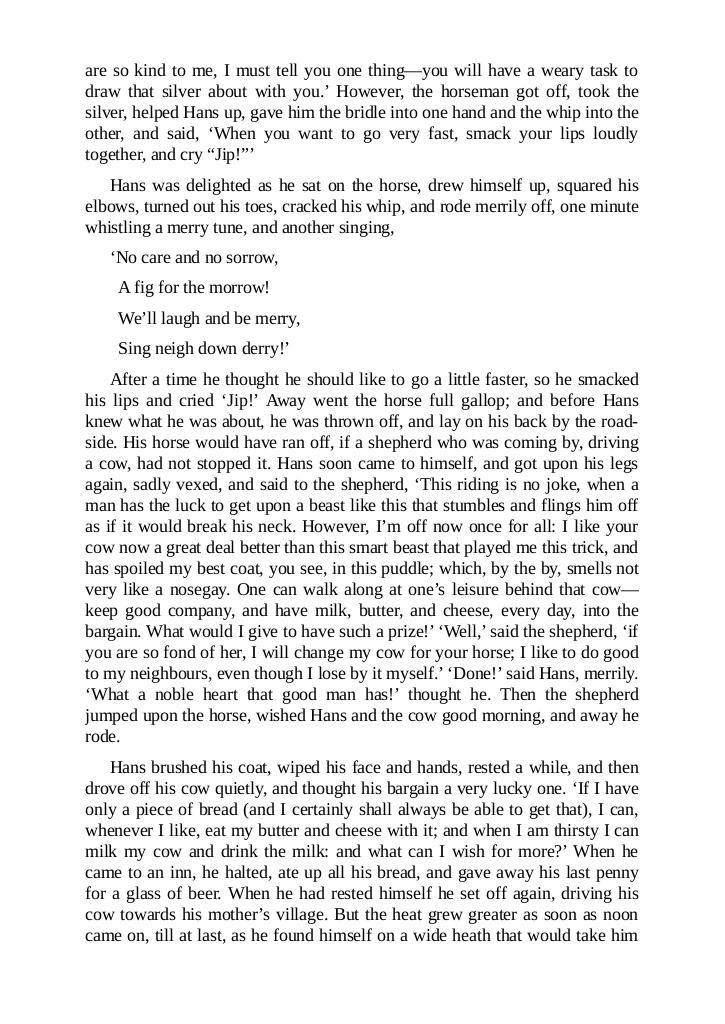 are so kind to me, I must tell you one thing—you will have a weary task to
draw that silver about with you.’ However, the horseman got off, took the
silver, helped Hans up, gave him the bridle into one hand and the whip into the
other, and said, ‘When you want to go very fast, smack your lips loudly
together, and cry “Jip!”’
Hans was delighted as he sat on the horse, drew himself up, squared his
elbows, turned out his toes, cracked his whip, and rode merrily off, one minute
whistling a merry tune, and another singing,
‘No care and no sorrow,
A fig for the morrow!
We’ll laugh and be merry,
Sing neigh down derry!’
After a time he thought he should like to go a little faster, so he smacked
his lips and cried ‘Jip!’ Away went the horse full gallop; and before Hans
knew what he was about, he was thrown off, and lay on his back by the road-
side. His horse would have ran off, if a shepherd who was coming by, driving
a cow, had not stopped it. Hans soon came to himself, and got upon his legs
again, sadly vexed, and said to the shepherd, ‘This riding is no joke, when a
man has the luck to get upon a beast like this that stumbles and flings him off
as if it would break his neck. However, I’m off now once for all: I like your
cow now a great deal better than this smart beast that played me this trick, and
has spoiled my best coat, you see, in this puddle; which, by the by, smells not
very like a nosegay. One can walk along at one’s leisure behind that cow—
keep good company, and have milk, butter, and cheese, every day, into the
bargain. What would I give to have such a prize!’ ‘Well,’ said the shepherd, ‘if
you are so fond of her, I will change my cow for your horse; I like to do good
to my neighbours, even though I lose by it myself.’ ‘Done!’ said Hans, merrily.
‘What a noble heart that good man has!’ thought he. Then the shepherd
jumped upon the horse, wished Hans and the cow good morning, and away he
rode.
Hans brushed his coat, wiped his face and hands, rested a while, and then
drove off his cow quietly, and thought his bargain a very lucky one. ‘If I have
only a piece of bread (and I certainly shall always be able to get that), I can,
whenever I like, eat my butter and cheese with it; and when I am thirsty I can
milk my cow and drink the milk: and what can I wish for more?’ When he
came to an inn, he halted, ate up all his bread, and gave away his last penny
for a glass of beer. When he had rested himself he set off again, driving his
cow towards his mother’s village. But the heat grew greater as soon as noon
came on, till at last, as he found himself on a wide heath that would take him